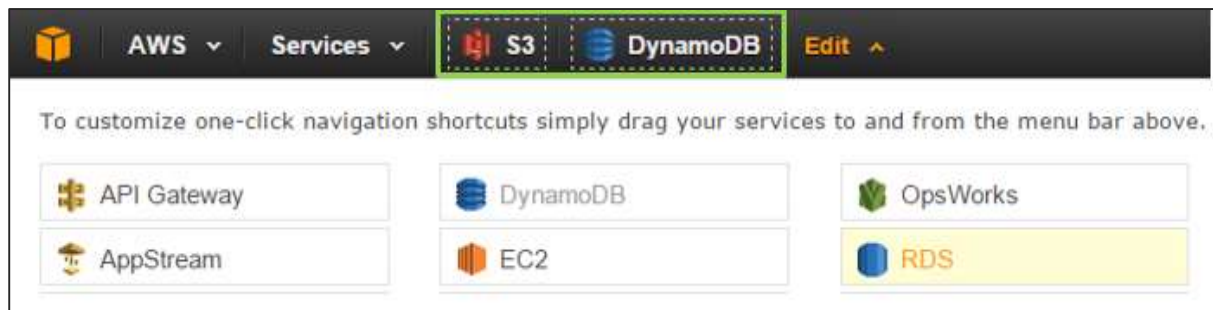 AWS Services S3 DynamoDB Edit
To customize one-click navigation shortcuts simply drag your services to and from the menu bar above.
API Gateway DynamoDB OpsWorks
AppStream EC2 RDS